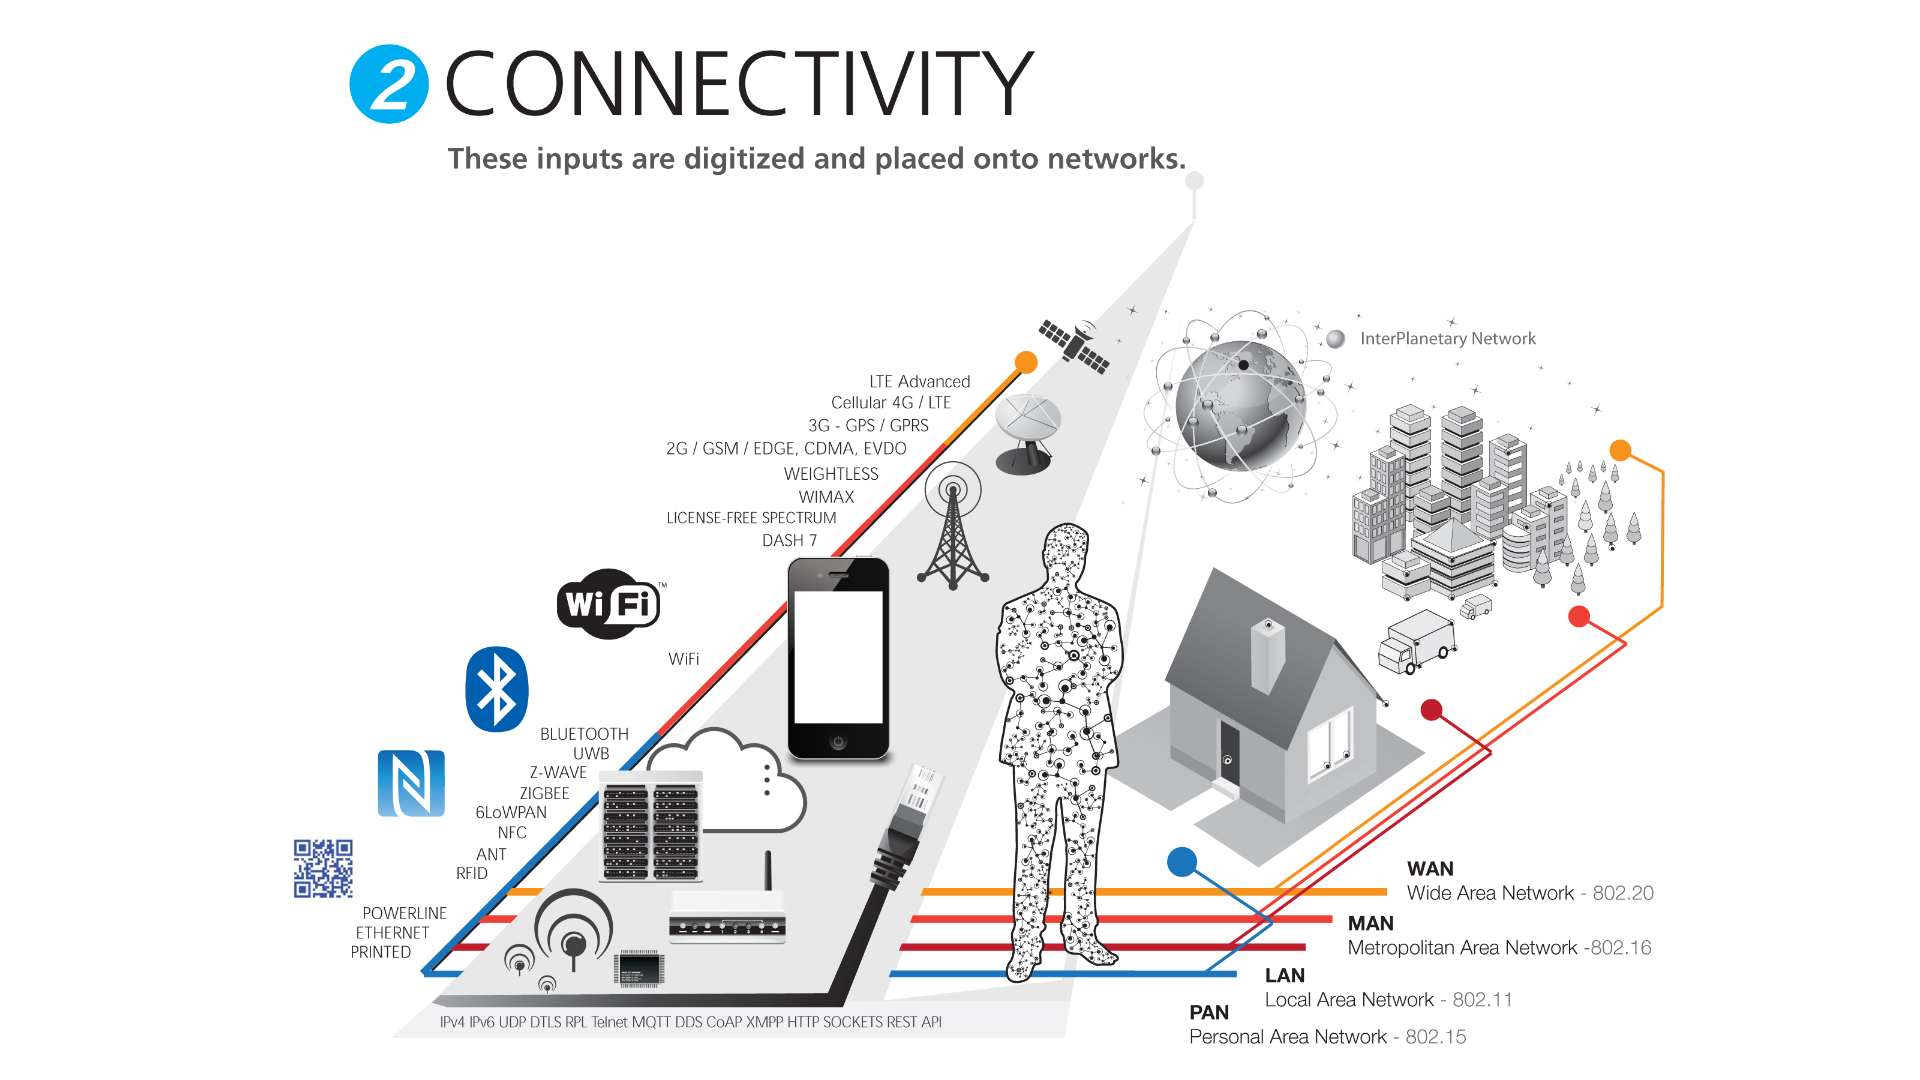 2 CONNECTIVITY
These inputs are digitized and placed onto networks.
InterPlanetary Network
LTE Advanced
Cellular 4G / LTE
3G - GPS / GPRS
2G / GSM / EDGE, CDMA, EVDO
WEIGHTLESS
WIMAX
LICENSE-FREE SPECTRUM
DASH 7
WiFi™
WiFi
BLUETOOTH
UWB
Z-WAVE
ZIGBEE
6LoWPAN
NFC
ANT
RFID
POWERLINE
ETHERNET
PRINTED
WAN
Wide Area Network - 802.20
MAN
Metropolitan Area Network -802.16
LAN
Local Area Network - 802.11
PAN
Personal Area Network - 802.15
IPv4 IPv6 UDP DTLS RPL Telnet MQTT DDS CoAP XMPP HTTP SOCKETS REST API